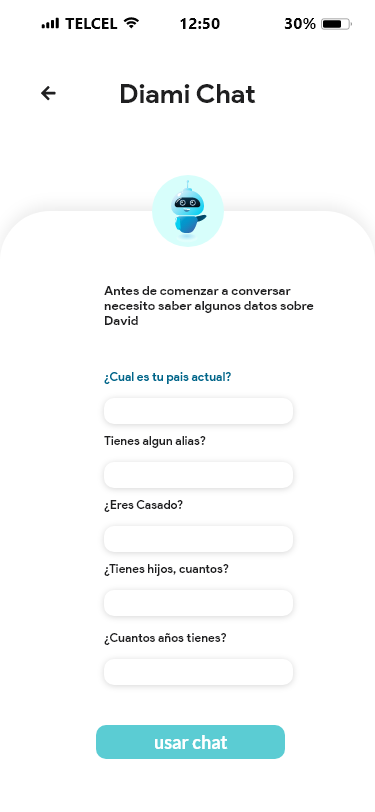 TELCEL 12:50 30%
Diami Chat
Antes de comenzar a conversar
necesito saber algunos datos sobre
David
¿Cual es tu pais actual?
Tienes algun alias?
¿Eres Casado?
¿Tienes hijos, cuantos?
¿Cuantos años tienes?
usar chat